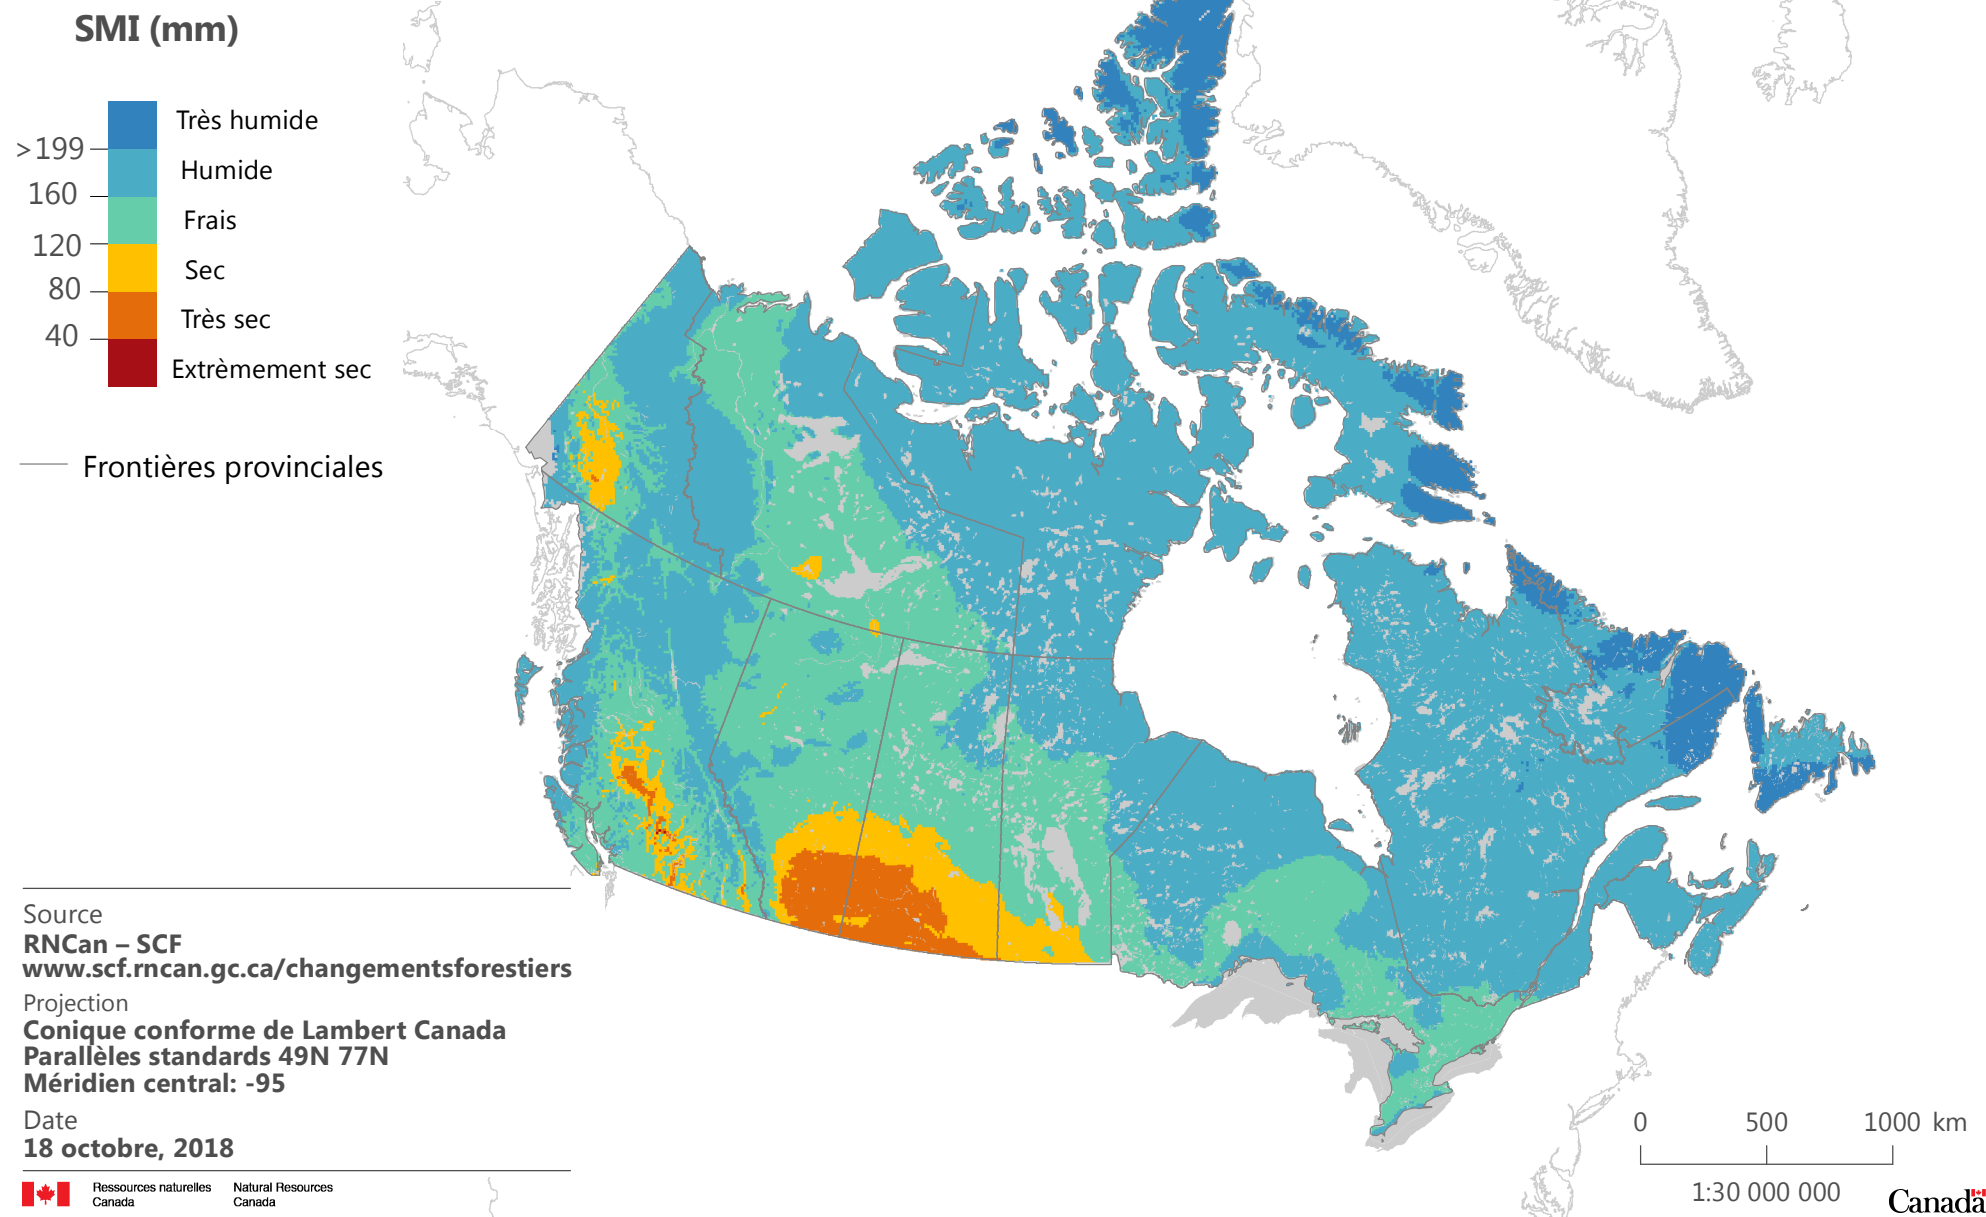 SMI (mm)
Très humide
>199
Humide
160
Frais
120
Sec
80
Très sec
40
Extrèmement sec
Frontières provinciales
Source
RNCan – SCF
www.scf.rncan.gc.ca/changementsforestiers
Projection
Conique conforme de Lambert Canada
Parallèles standards 49N 77N
Méridien central: -95
Date
18 octobre, 2018
Ressources naturelles Natural Resources
Canada Canada
0 500 1000 km
1:30 000 000
Canada